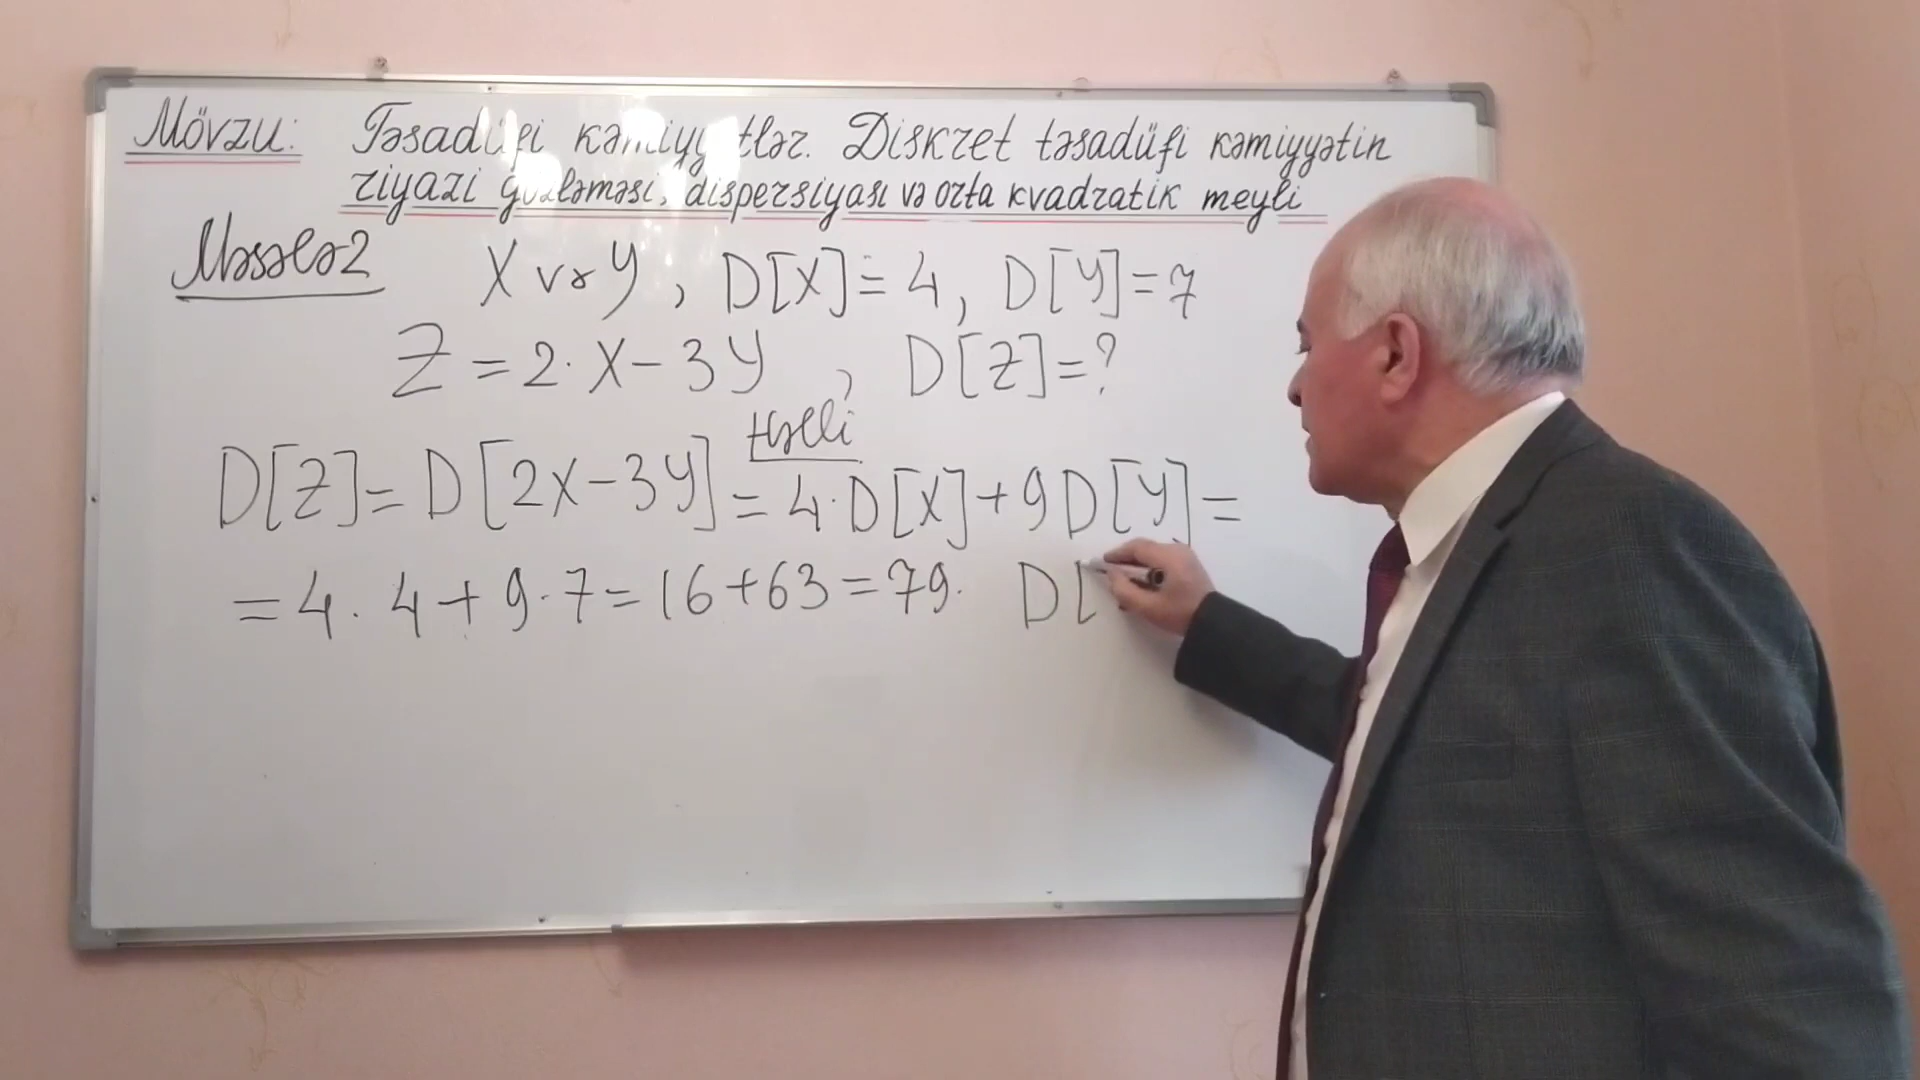 Mövzu: Təsadüfi kəmiyyətlər. Diskret təsadüfi kəmiyyətin
riyazi gözləməsi, dispersiyası və orta kvadratik meyli
Məsələ 2 X və Y, D[X] = 4, D[Y] = 7
Z = 2· X - 3Y , D[Z] = ?
Həlli
D[Z] = D[2X - 3Y] = 4· D[X] + 9D[Y] =
= 4· 4 + 9·7 = 16 + 63 = 79. D[